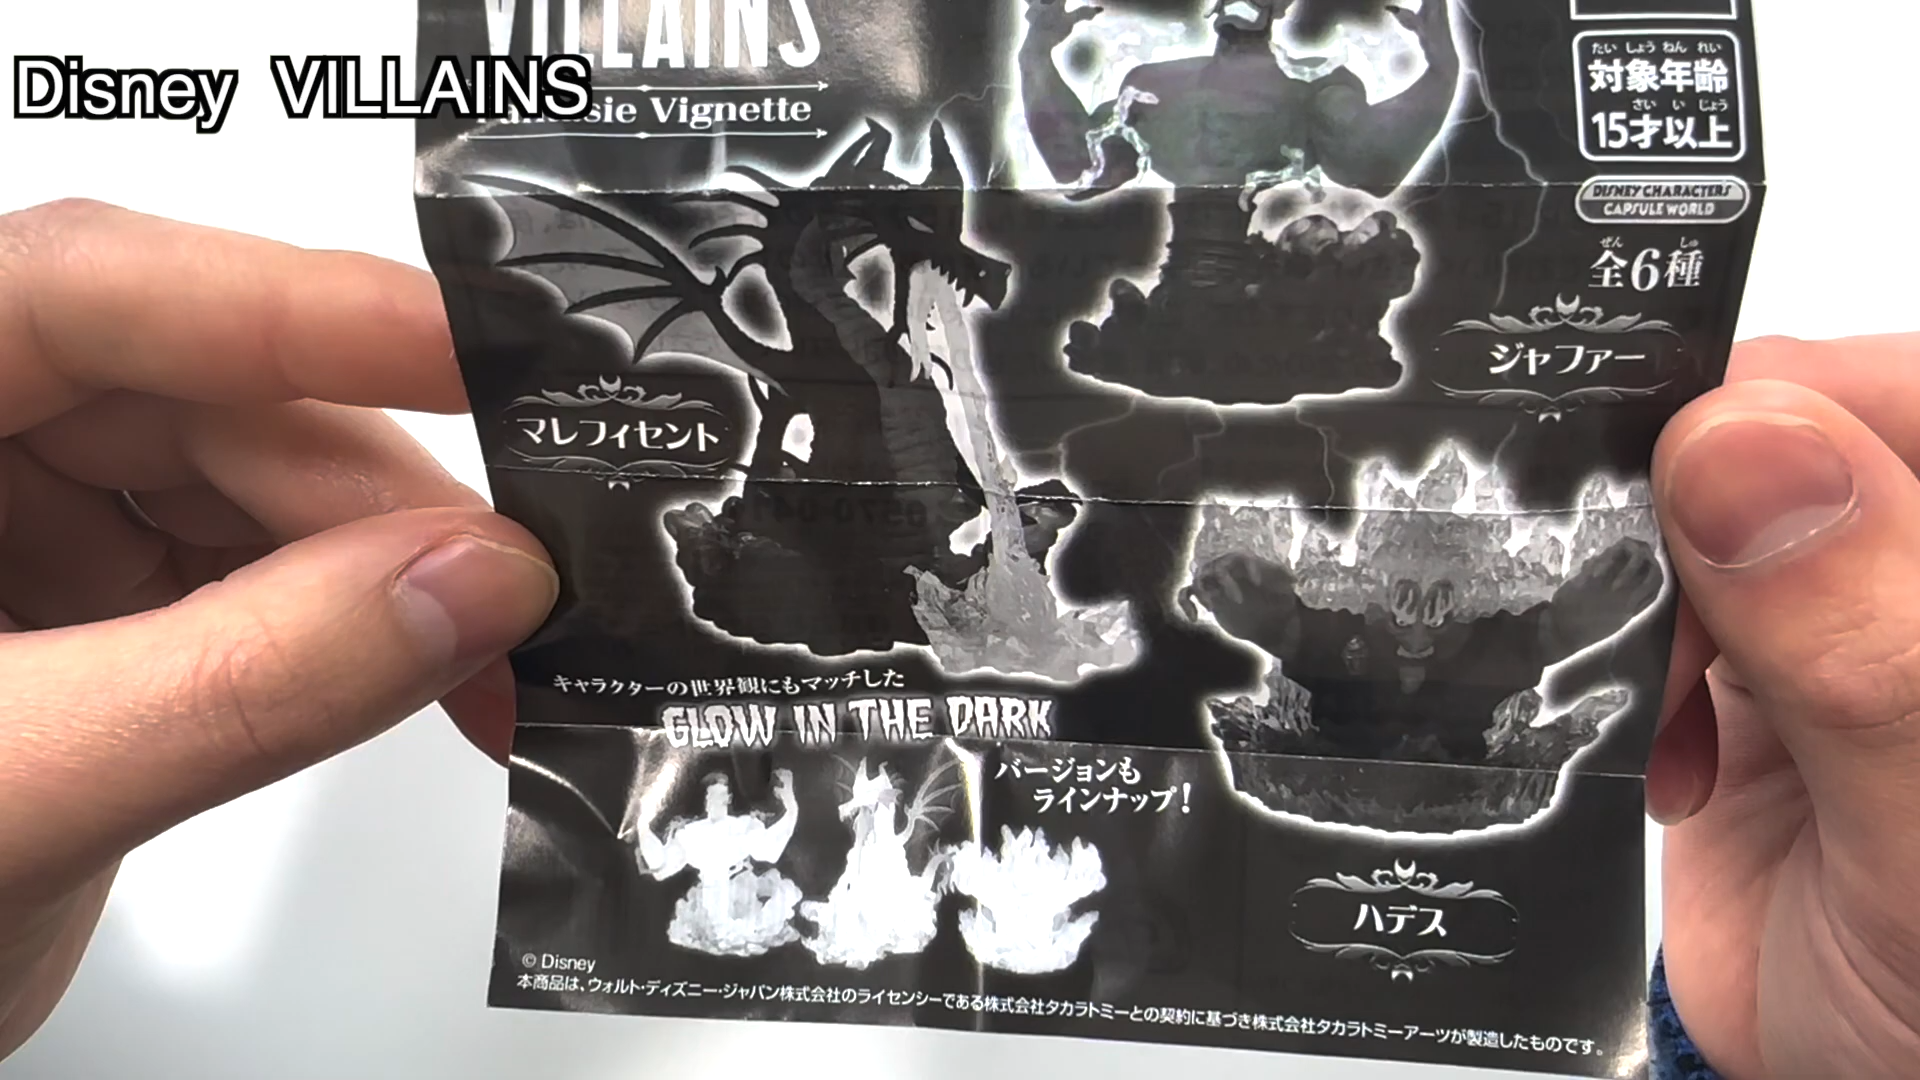 Disney VILLAINS
VILLAINS
Vignette
たいしょうねんれい
対象年齢
さいいじょう
15才以上
DISNEY CHARACTERS
CAPSULE WORLD
ぜん しゅ
全6種
ジャファー
マレフィセント
キャラクターの世界観にもマッチした
GLOW IN THE DARK
バージョンも
ラインナップ!
ハデス
© Disney
本商品は、ウォルト・ディズニー・ジャパン株式会社のライセンシーである株式会社タカラトミーとの契約に基づき株式会社タカラトミーアーツが製造したものです。